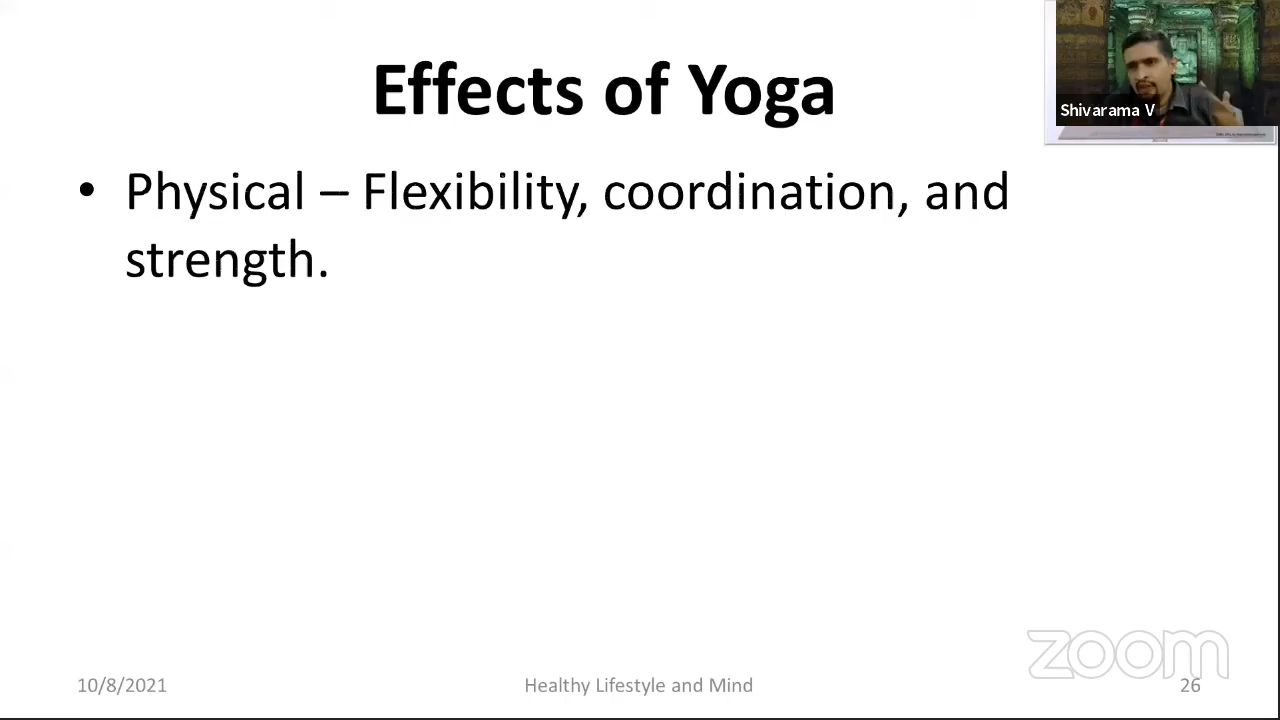 Effects of Yoga
Shivarama V
• Physical – Flexibility, coordination, and
strength.
zoom
10/8/2021
Healthy Lifestyle and Mind
26